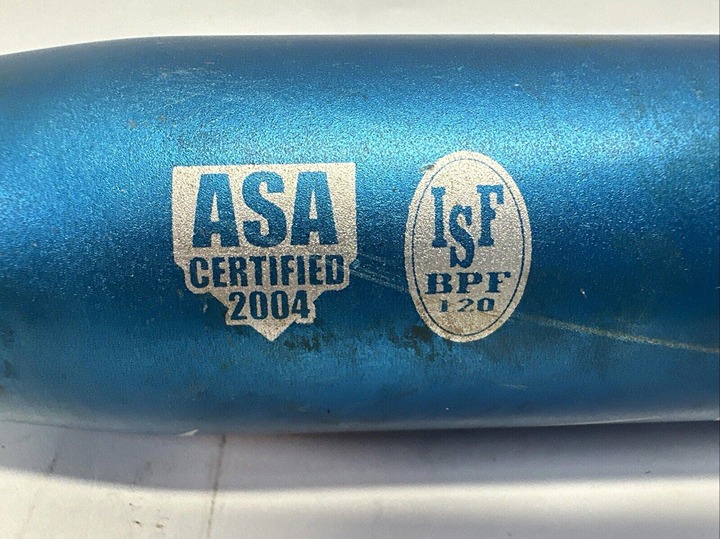 ASA
CERTIFIED
2004
ISF
BPF
1 20